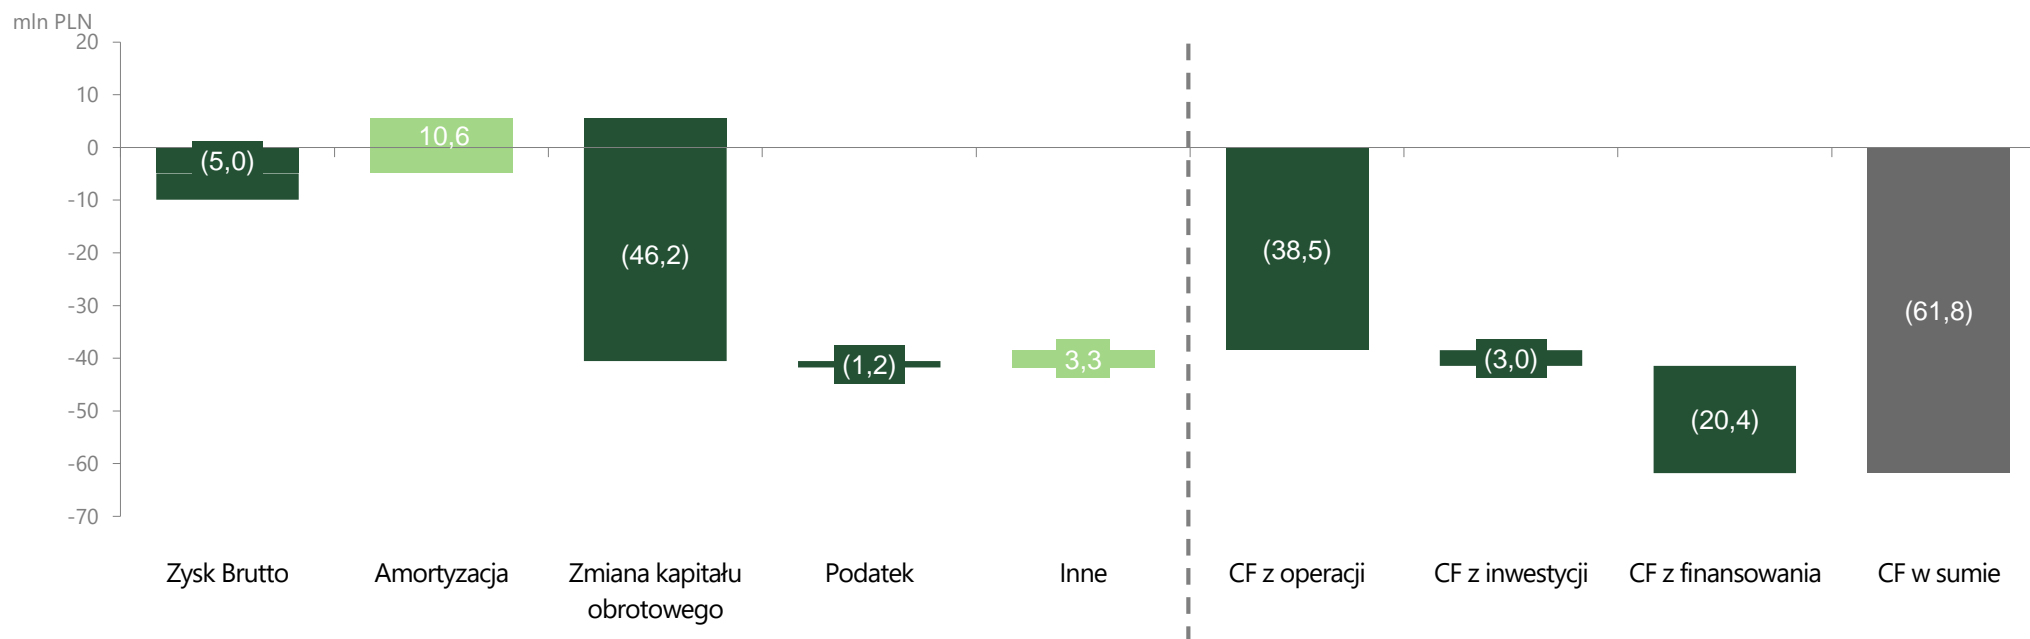 mln PLN
20
10
0
-10
-20
-30
-40
-50
-60
-70
(5,0)
10,6
(46,2)
(1,2)
3,3
(38,5)
(3,0)
(20,4)
(61,8)
Zysk Brutto
Amortyzacja
Zmiana kapitału
obrotowego
Podatek
Inne
CF z operacji
CF z inwestycji
CF z finansowania
CF w sumie